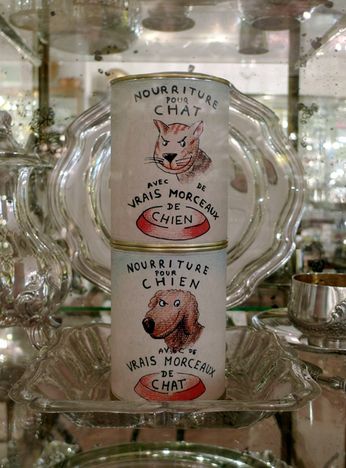 NOURRITURE
POUR
CHAT
AVEC DE
VRAIS MORCEAUX
DE
CHIEN
NOURRITURE
POUR
CHIEN
AVEC DE
VRAIS MORCEAUX
DE
CHAT